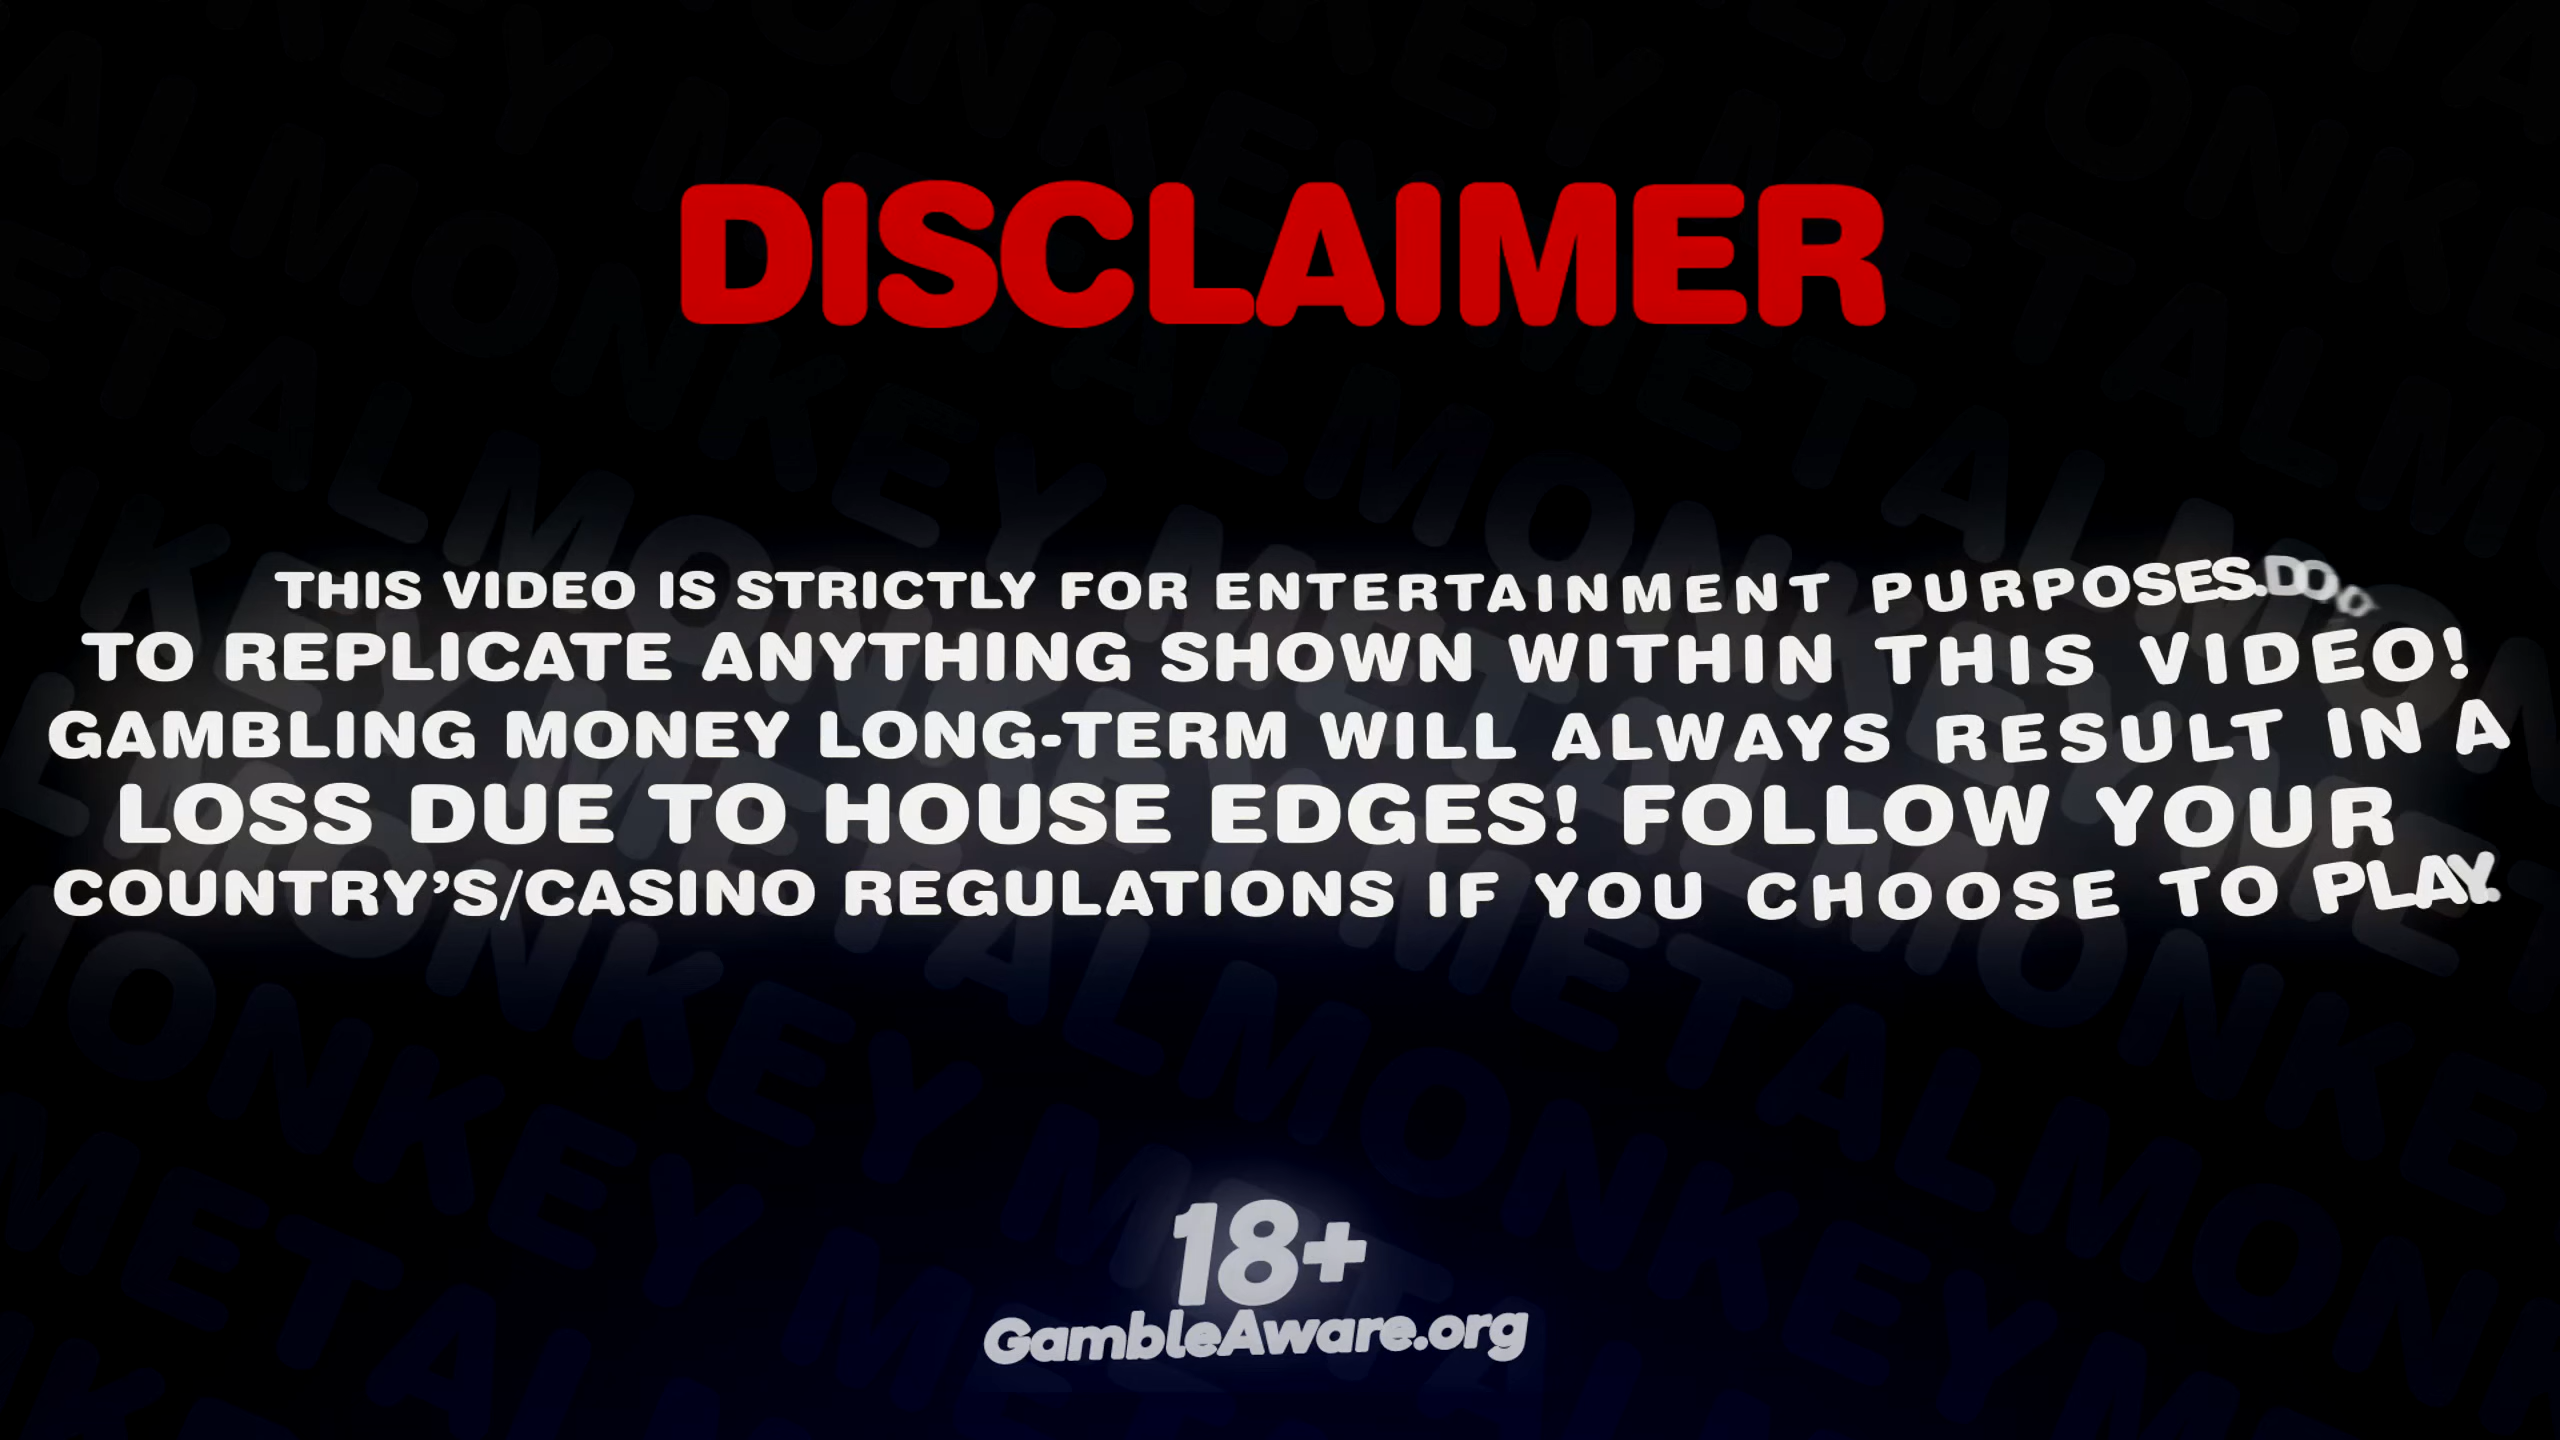 DISCLAIMER
THIS VIDEO IS STRICTLY FOR ENTERTAINMENT PURPOSES. DO
TO REPLICATE ANYTHING SHOWN WITHIN THIS VIDEO!
GAMBLING MONEY LONG-TERM WILL ALWAYS RESULT IN A
LOSS DUE TO HOUSE EDGES! FOLLOW YOUR
COUNTRY’S/CASINO REGULATIONS IF YOU CHOOSE TO PLAY.
18+
GambleAware.org